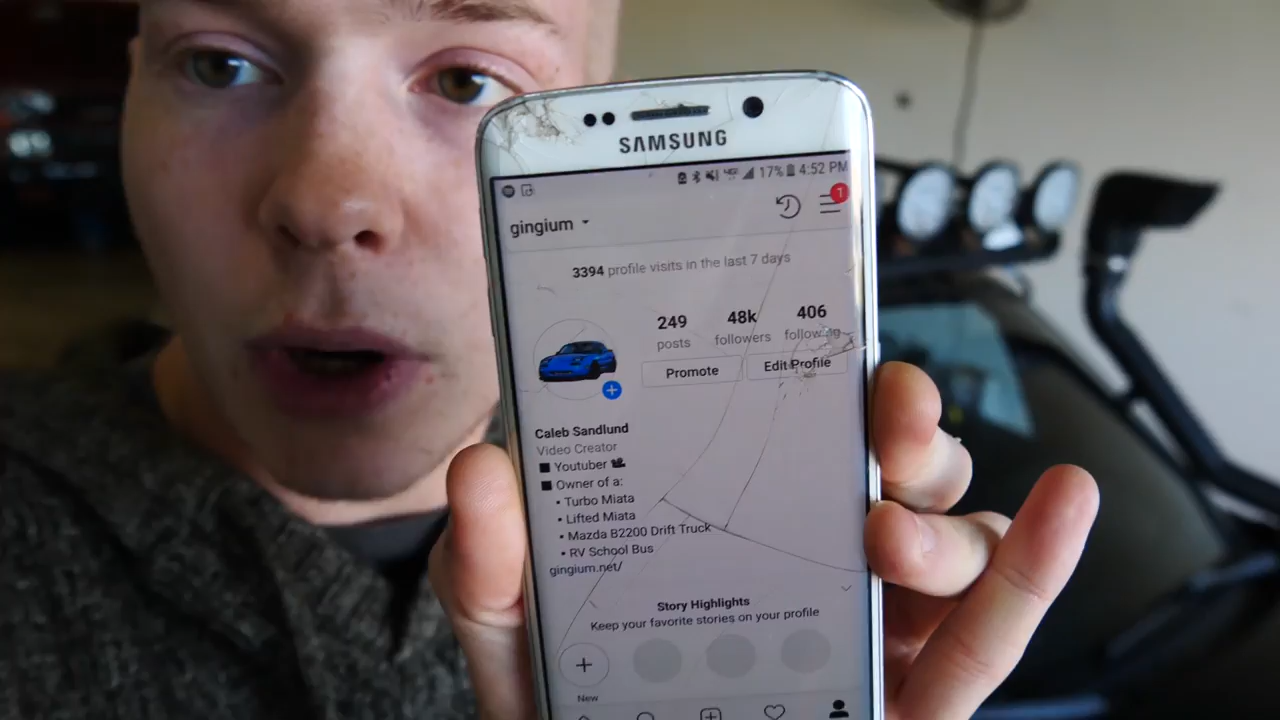 SAMSUNG
17% 4:52 PM
gingium
1
3394 profile visits in the last 7 days
249 48k 406
posts followers following
Promote Edit Profile
Caleb Sandlund
Video Creator
Youtuber
Owner of a:
• Turbo Miata
• Lifted Miata
• Mazda B2200 Drift Truck
• RV School Bus
gingium.net/
Story Highlights
Keep your favorite stories on your profile
New